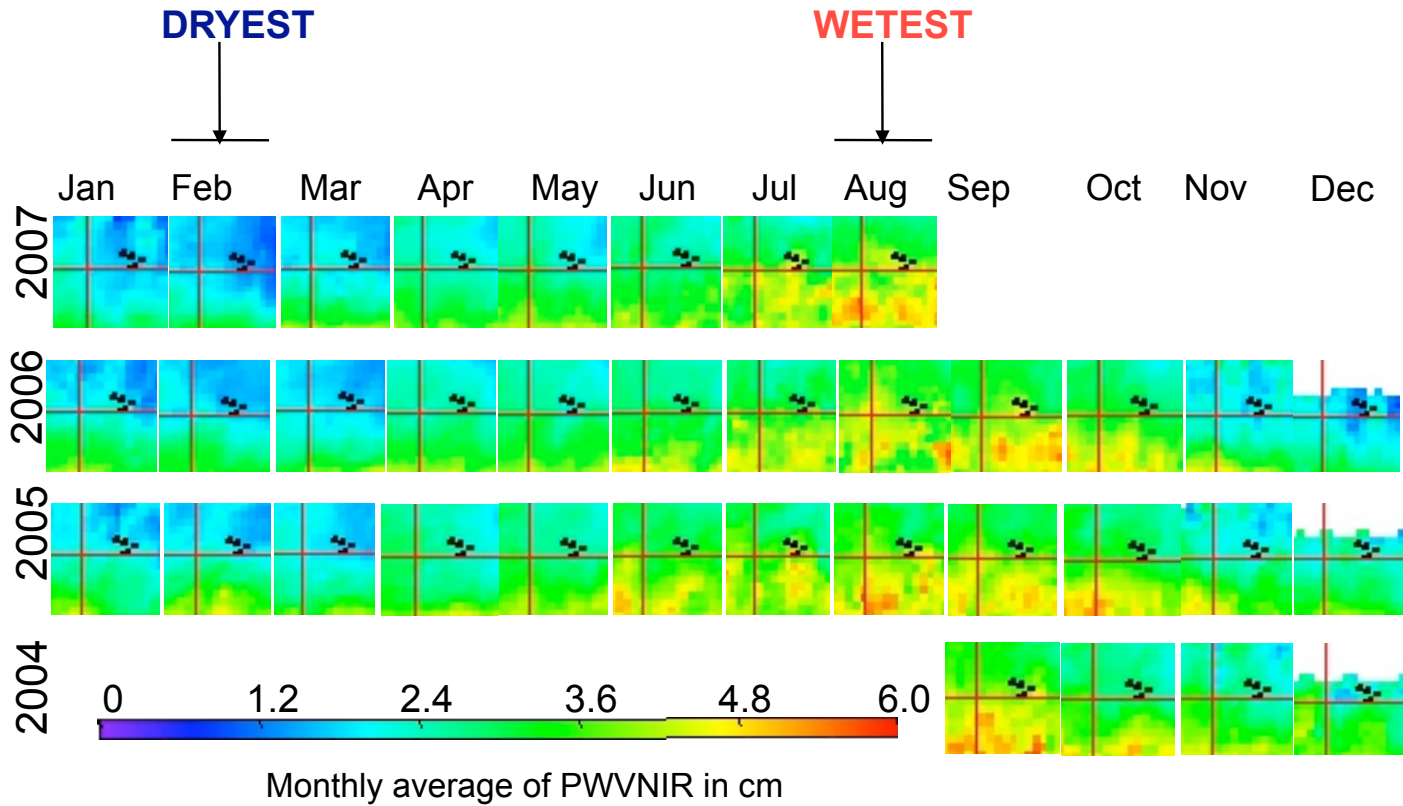 DRYEST WETEST
Jan Feb Mar Apr May Jun Jul Aug Sep Oct Nov Dec
2007
2006
2005
2004
0 1.2 2.4 3.6 4.8 6.0
Monthly average of PWVNIR in cm